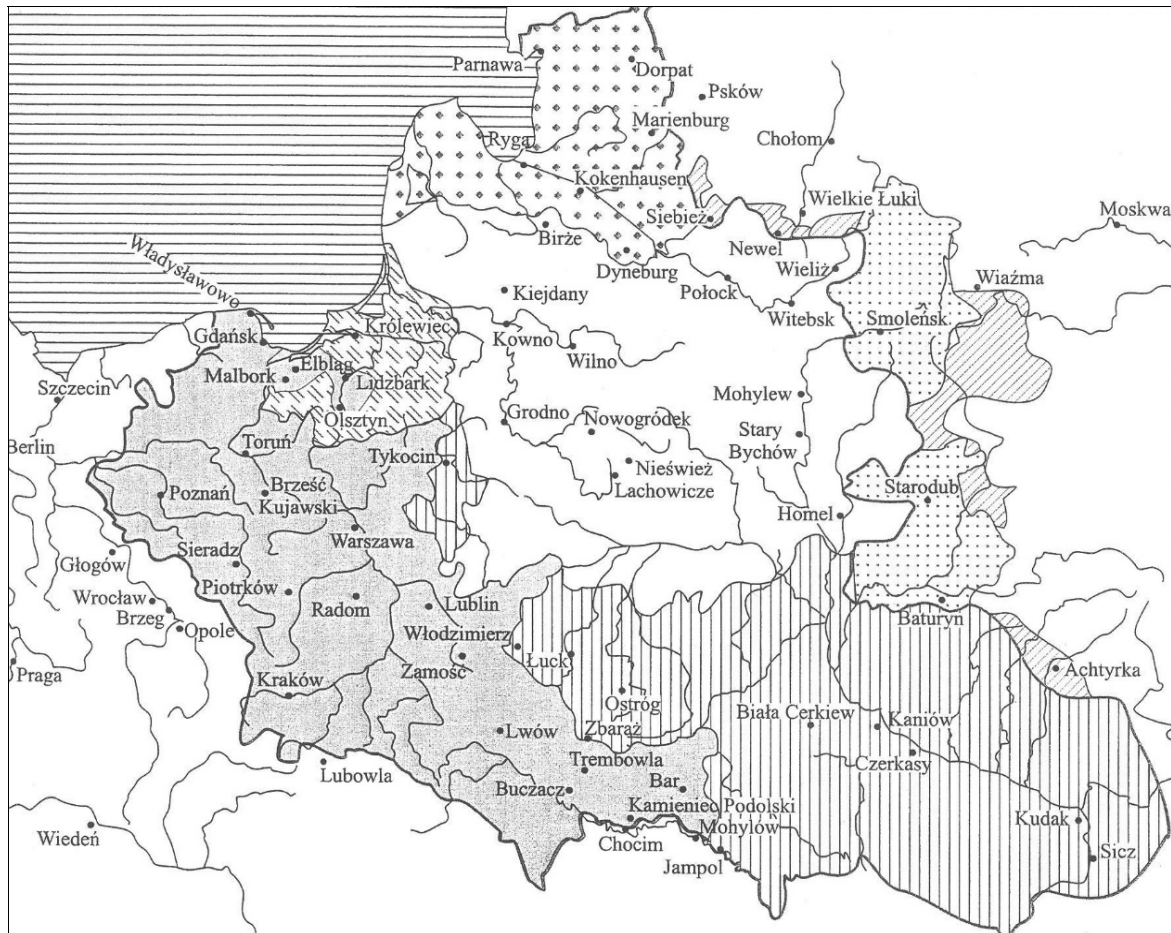 Parnawa
Dorpat
Psków
Marienburg
Chołom
Ryga
Kokenhausen
Siebież
Wielkie Łuki
Moskwa
Birże
Newel
Dyneburg
Wieliż
Władysławowo
Kiejdany
Połock
Wiaźma
Witebsk
Smoleńsk
Gdańsk
Królewiec
Kowno
Wilno
Elbląg
Malbork
Lidzbark
Szczecin
Mohylew
Olsztyn
Grodno
Nowogródek
Berlin
Toruń
Stary
Bychów
Tykocin
Nieśwież
Lachowicze
Poznań
Brześć
Kujawski
Starodub
Homel
Warszawa
Sieradz
Głogów
Piotrków
Wrocław
Radom
Lublin
Brzeg
Baturyn
Opole
Włodzimierz
Praga
Zamość
Łuck
Achtyrka
Kraków
Ostróg
Biała Cerkiew
Kaniów
Lwów
Zbaraż
Czerkasy
Lubowla
Trembowla
Bar
Buczacz
Kamieniec Podolski
Kudak
Wiedeń
Mohylów
Chocim
Sicz
Jampol